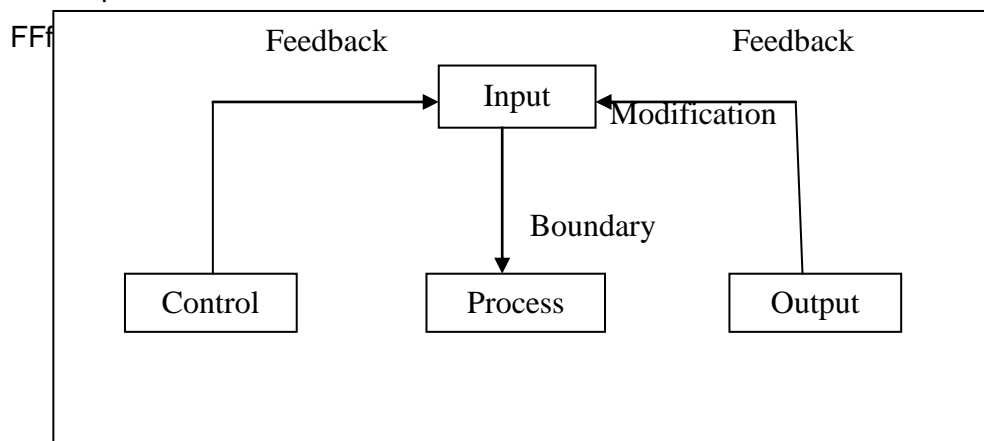 FFf
Feedback Feedback
Input
Modification
Boundary
Control Process Output